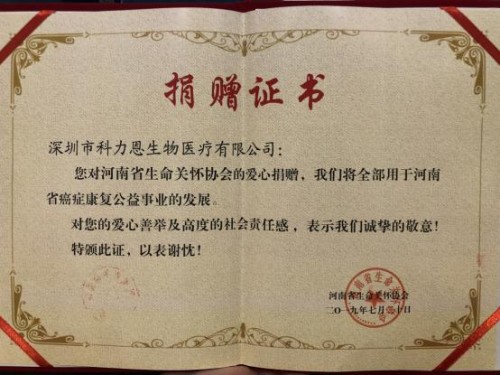 捐赠证书
深圳市科力恩生物医疗有限公司：
您对河南省生命关怀协会的爱心捐赠，我们将全部用于河南
省癌症康复公益事业的发展。
对您的爱心善举及高度的社会责任感，表示我们诚挚的敬意！
特颁此证，以表谢忱！
河南省生命关怀协会
二〇一九年七月二十日